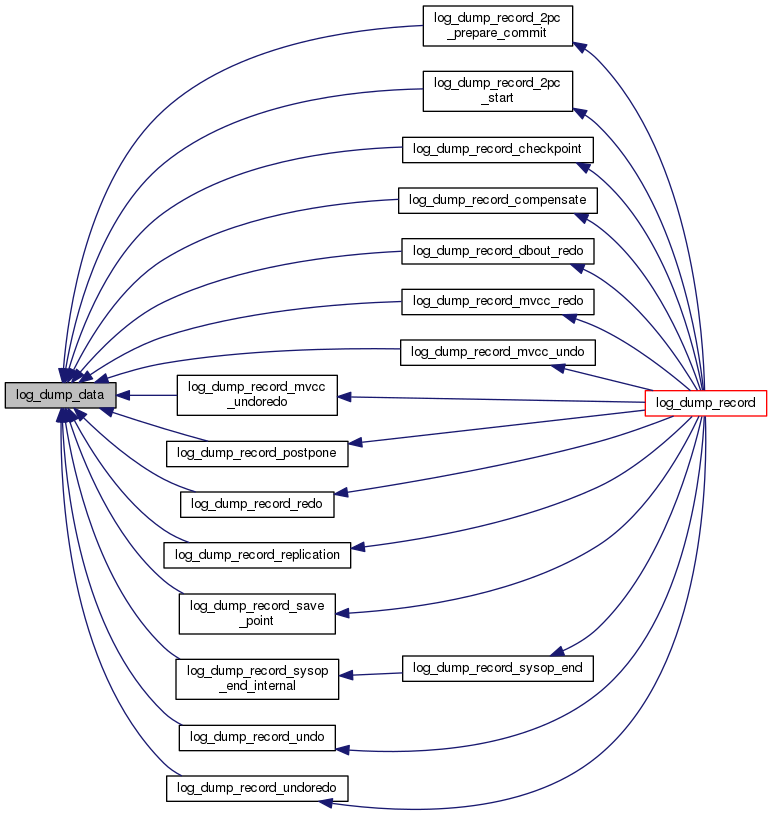 log_dump_record_2pc
_prepare_commit
log_dump_record_2pc
_start
log_dump_record_checkpoint
log_dump_record_compensate
log_dump_record_dbout_redo
log_dump_record_mvcc_redo
log_dump_record_mvcc_undo
log_dump_data
log_dump_record_mvcc
_undoredo
log_dump_record
log_dump_record_postpone
log_dump_record_redo
log_dump_record_replication
log_dump_record_save
_point
log_dump_record_sysop
_end_internal
log_dump_record_sysop_end
log_dump_record_undo
log_dump_record_undoredo